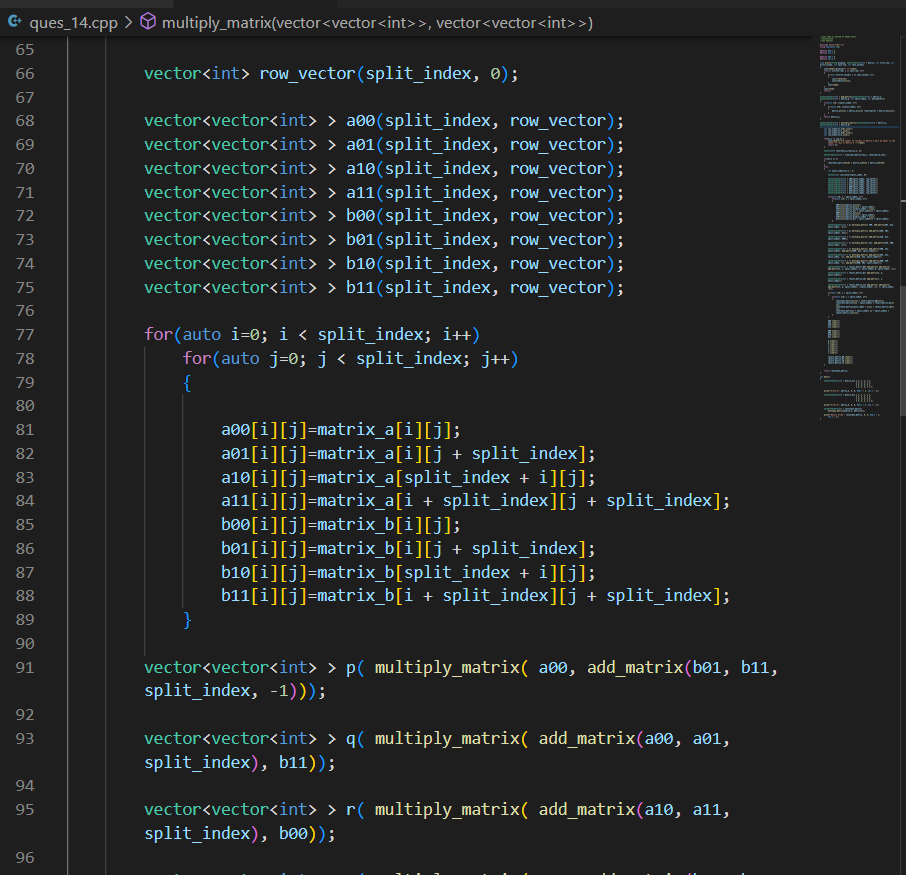 ques_14.cpp > multiply_matrix(vector<vector<int>>, vector<vector<int>>)
65
66 vector<int> row_vector(split_index, 0);
67
68 vector<vector<int> > a00(split_index, row_vector);
69 vector<vector<int> > a01(split_index, row_vector);
70 vector<vector<int> > a10(split_index, row_vector);
71 vector<vector<int> > a11(split_index, row_vector);
72 vector<vector<int> > b00(split_index, row_vector);
73 vector<vector<int> > b01(split_index, row_vector);
74 vector<vector<int> > b10(split_index, row_vector);
75 vector<vector<int> > b11(split_index, row_vector);
76
77 for(auto i=0; i < split_index; i++)
78 for(auto j=0; j < split_index; j++)
79 {
80
81 a00[i][j]=matrix_a[i][j];
82 a01[i][j]=matrix_a[i][j + split_index];
83 a10[i][j]=matrix_a[split_index + i][j];
84 a11[i][j]=matrix_a[i + split_index][j + split_index];
85 b00[i][j]=matrix_b[i][j];
86 b01[i][j]=matrix_b[i][j + split_index];
87 b10[i][j]=matrix_b[split_index + i][j];
88 b11[i][j]=matrix_b[i + split_index][j + split_index];
89 }
90
91 vector<vector<int> > p( multiply_matrix( a00, add_matrix(b01, b11,
split_index, -1)));
92
93 vector<vector<int> > q( multiply_matrix( add_matrix(a00, a01,
split_index), b11));
94
95 vector<vector<int> > r( multiply_matrix( add_matrix(a10, a11,
split_index), b00));
96